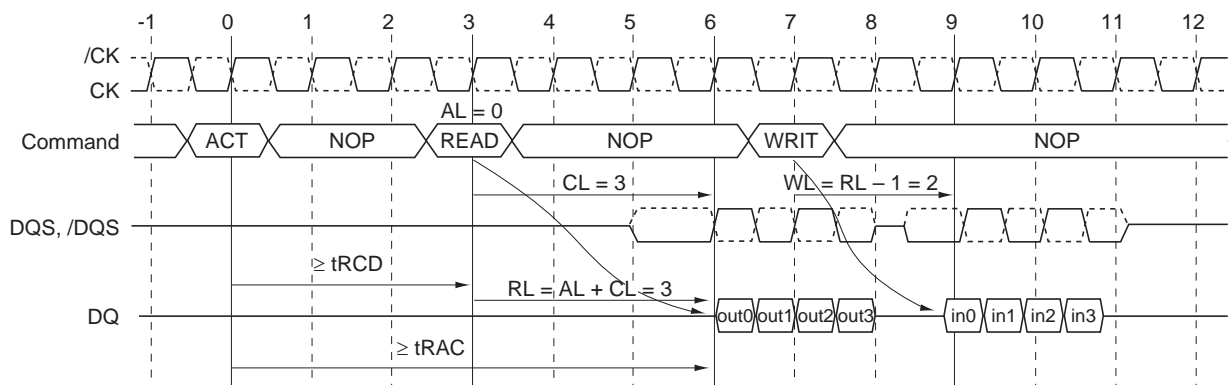 -1 0 1 2 3 4 5 6 7 8 9 10 11 12
/CK
CK
AL = 0
Command ACT NOP READ NOP WRIT NOP
CL = 3 WL = RL – 1 = 2
DQS, /DQS
≥ tRCD
RL = AL + CL = 3
DQ out0 out1 out2 out3 in0 in1 in2 in3
≥ tRAC